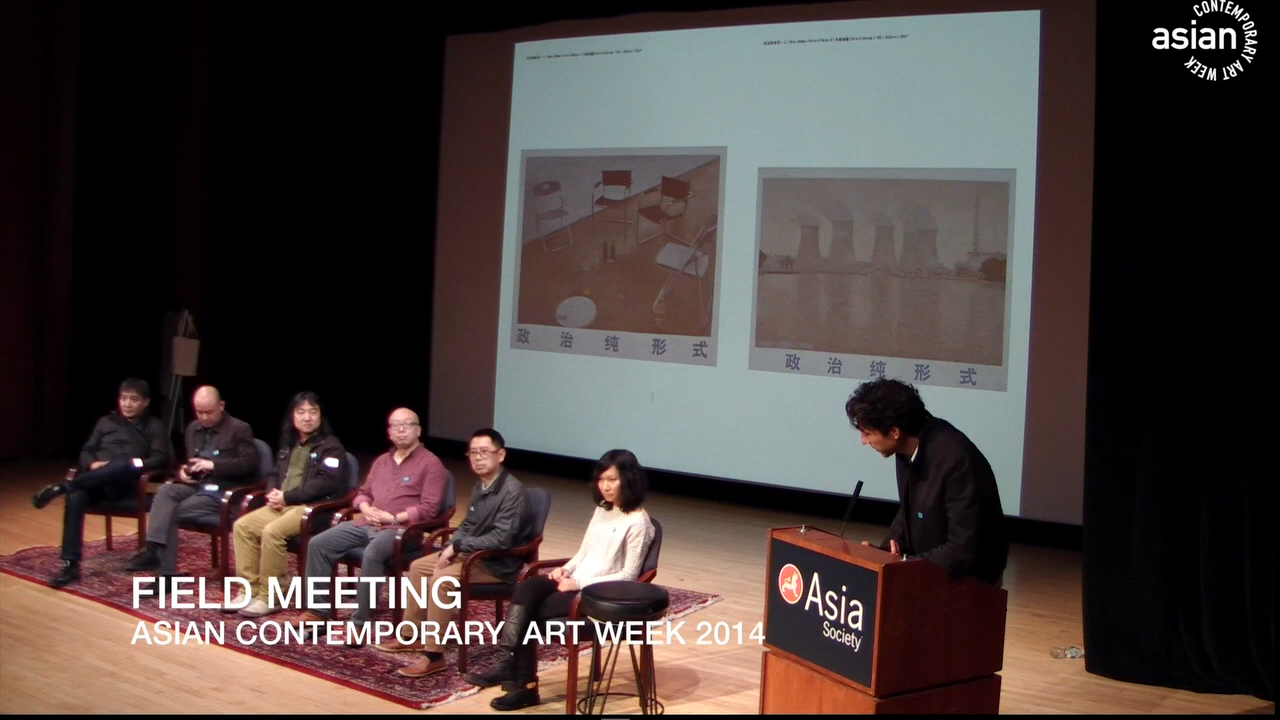 asian
CONTEMPORARY ART WEEK
政治纯形式
政治纯形式
Asia
Society
FIELD MEETING
ASIAN CONTEMPORARY ART WEEK 2014